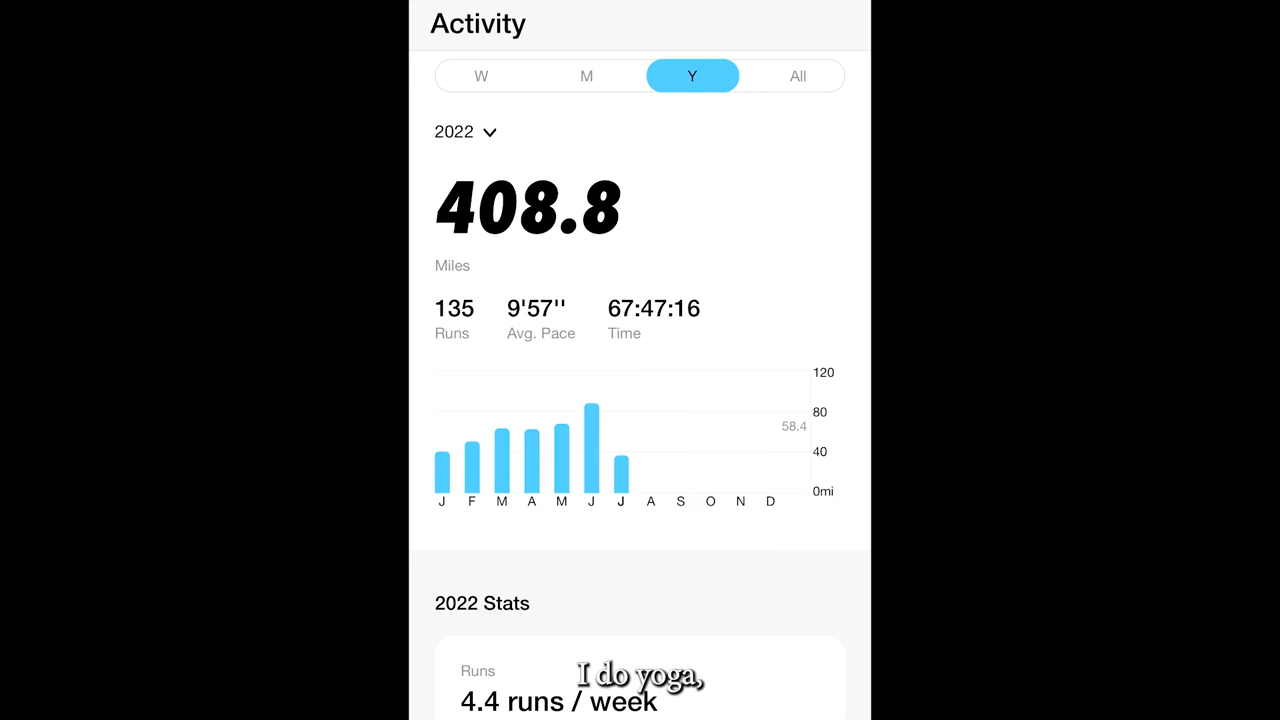 Activity
W M Y All
2022
408.8
Miles
135 9'57'' 67:47:16
Runs Avg. Pace Time
120
80
58.4
40
0mi
J F M A M J J A S O N D
2022 Stats
Runs
I do yoga,
4.4 runs / week